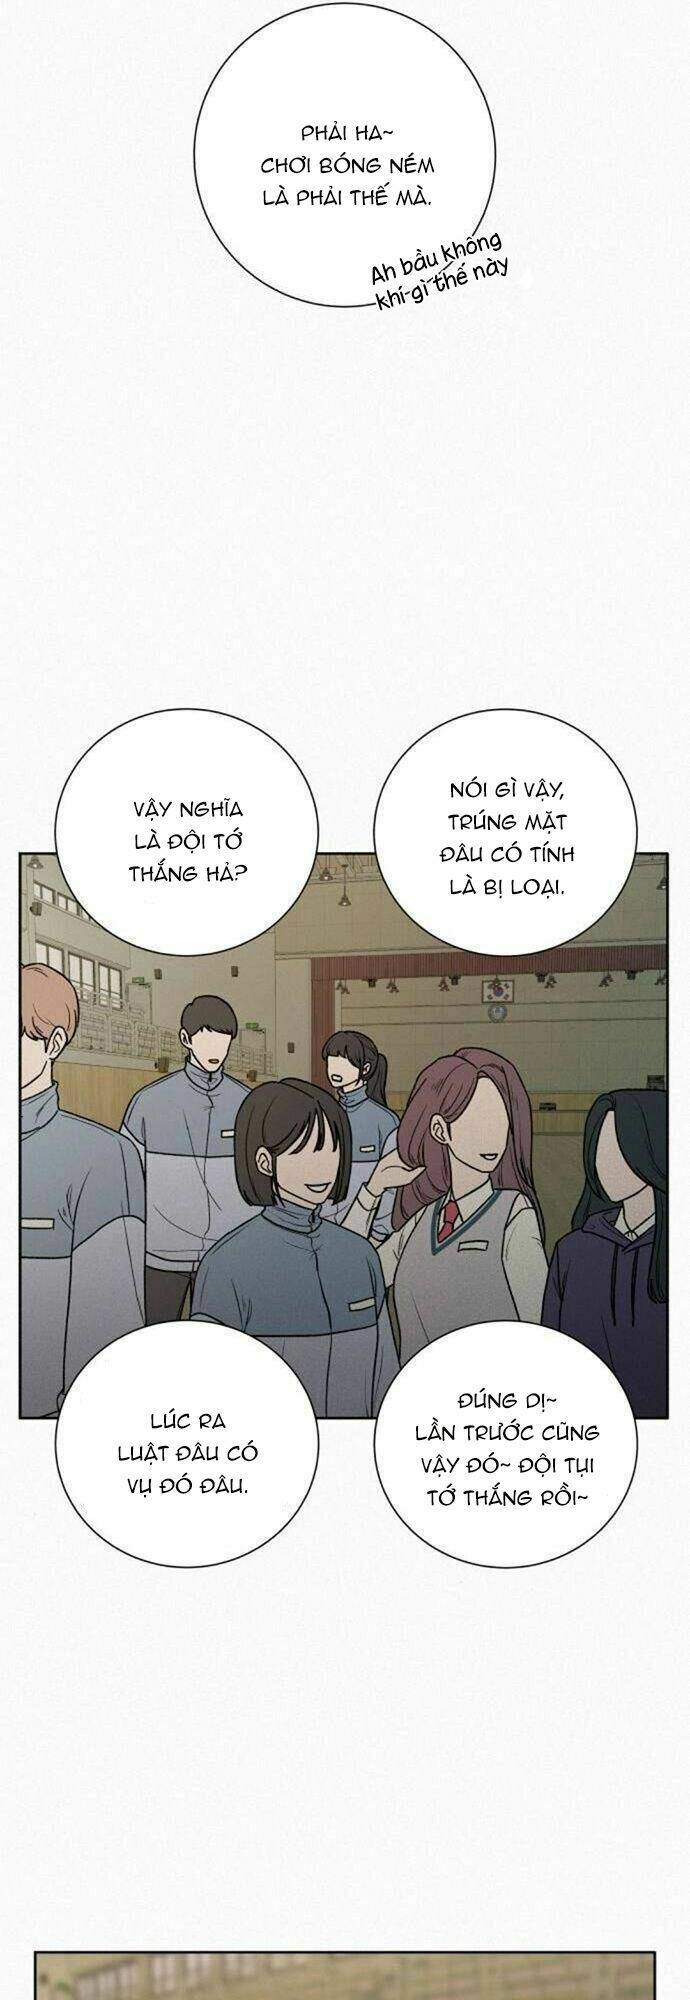 PHẢI HA~
CHƠI BÓNG NÉM
LÀ PHẢI THẾ MÀ.
Ah bầu không
khí gì thế này
VẬY NGHĨA
LÀ ĐỘI TỚ
THẮNG HẢ?
NÓI GÌ VẬY,
TRÚNG MẶT
ĐÂU CÓ TÍNH
LÀ BỊ LOẠI.
LÚC RA
LUẬT ĐÂU CÓ
VỤ ĐÓ ĐÂU.
ĐÚNG DỊ~
LẦN TRƯỚC CŨNG
VẬY ĐÓ~ ĐỘI TỤI
TỚ THẮNG RỒI~